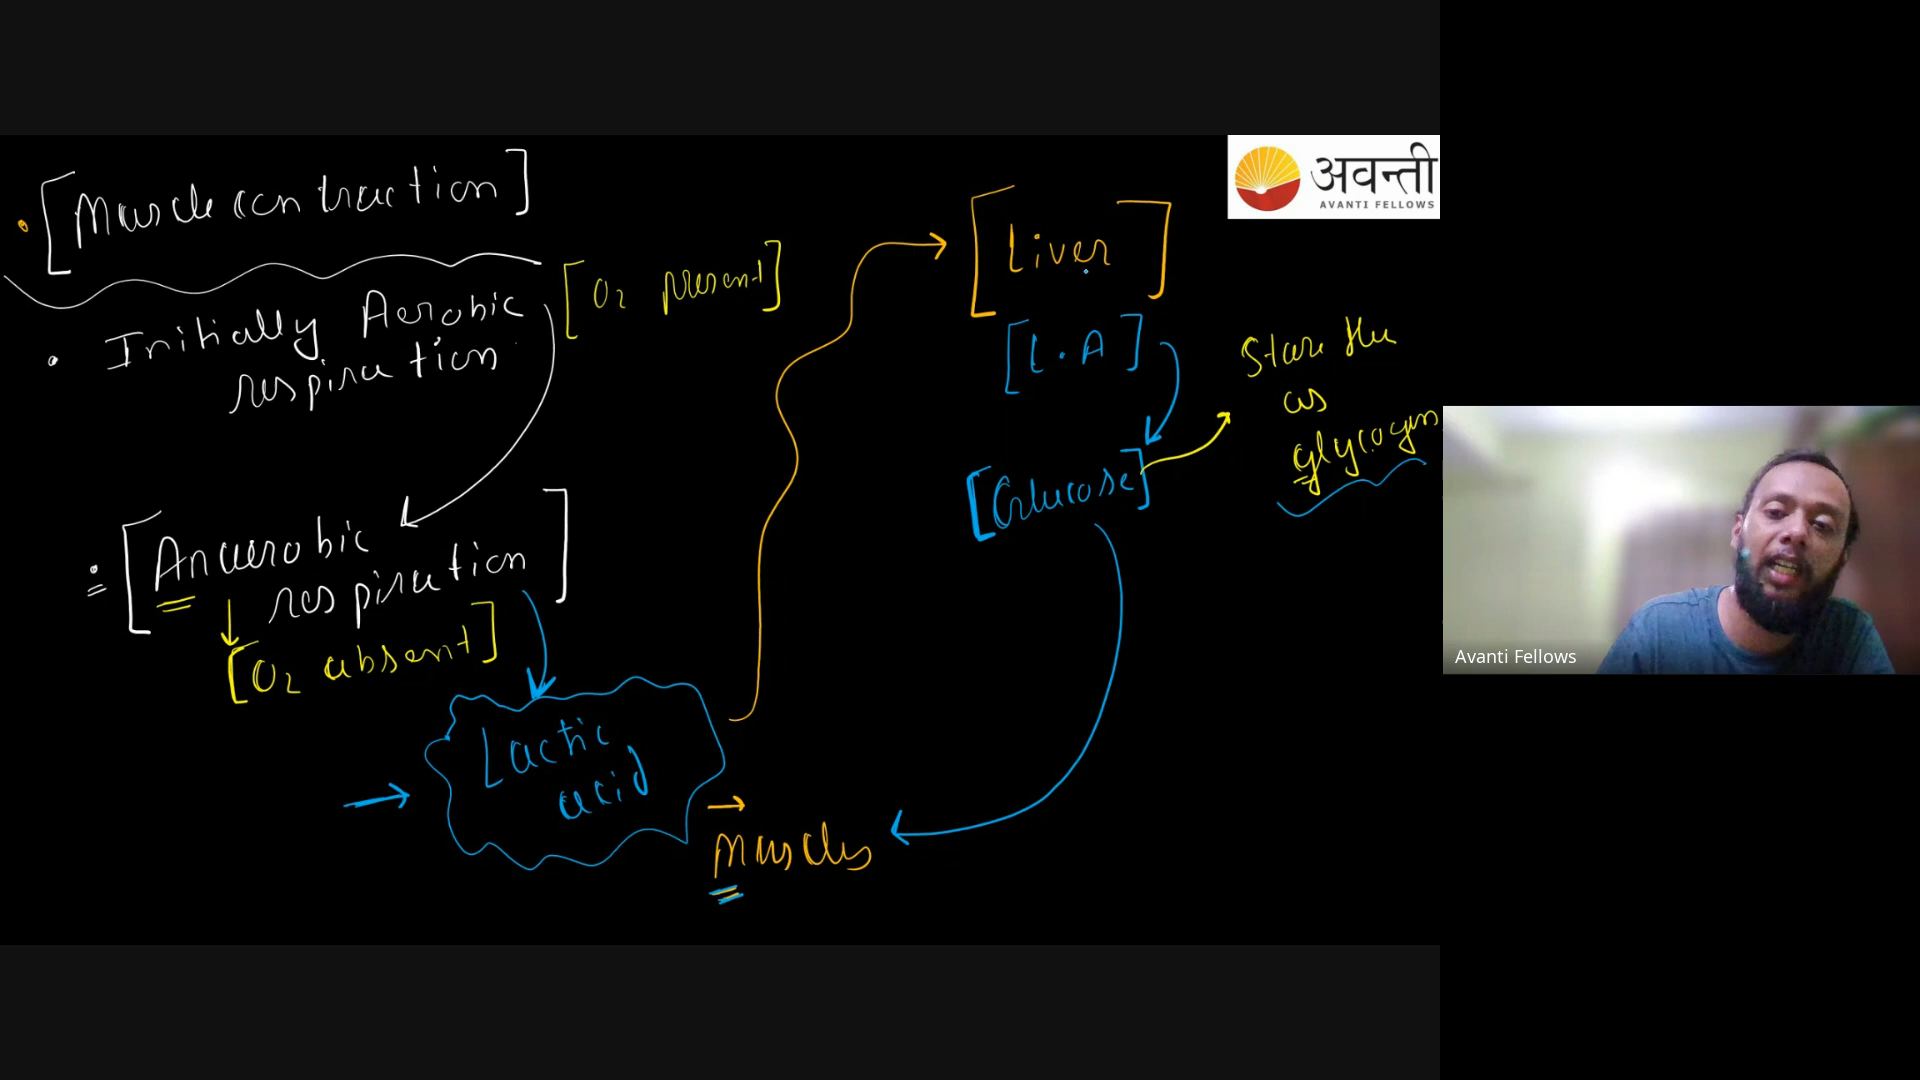 [Muscle contraction]
• Initially Aerobic
respiration
[O2 present]
[Anaerobic
respiration]
[O2 absent]
Lactic
acid
Muscles
[Liver]
[L.A]
[Glucose]
Store the
as
glycogen
अवन्ती
AVANTI FELLOWS
Avanti Fellows